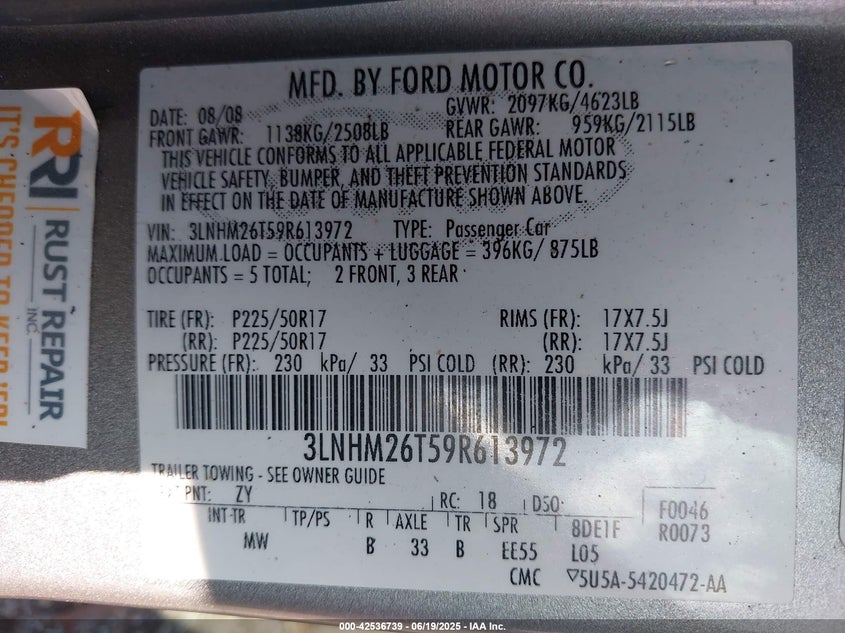 MFD. BY FORD MOTOR CO.
DATE: 08/08 GVWR: 2097KG/4623LB
FRONT GAWR: 1138KG/2508LB REAR GAWR: 959KG/2115LB
THIS VEHICLE CONFORMS TO ALL APPLICABLE FEDERAL MOTOR
VEHICLE SAFETY, BUMPER, AND THEFT PREVENTION STANDARDS
IN EFFECT ON THE DATE OF MANUFACTURE SHOWN ABOVE.
VIN: 3LNHM26T59R613972 TYPE: Passenger Car
MAXIMUM LOAD = OCCUPANTS + LUGGAGE = 396KG/ 875LB
OCCUPANTS = 5 TOTAL; 2 FRONT, 3 REAR
TIRE (FR): P225/50R17 RIMS (FR): 17X7.5J
(RR): P225/50R17 (RR): 17X7.5J
PRESSURE (FR): 230 kPa/ 33 PSI COLD (RR): 230 kPa/ 33 PSI COLD
3LNHM26T59R613972
TRAILER TOWING - SEE OWNER GUIDE
PNT: ZY RC: 18 DSO: F0046
INT TR TP/PS R AXLE TR SPR 8DE1F R0073
MW B 33 B EE55 L05
CMC 5U5A-5420472-AA
RRI RUST REPAIR INC.
IT'S CHEAPER TO KEEP
000-42536739 - 06/19/2025 - IAA Inc.